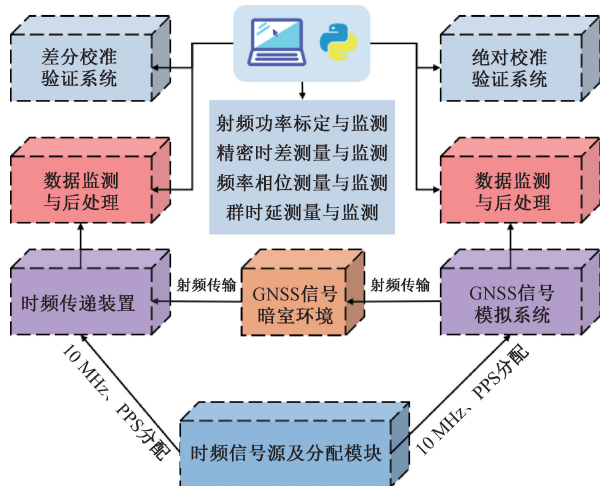 差分校准
验证系统
绝对校准
验证系统
射频功率标定与监测
精密时差测量与监测
频率相位测量与监测
群时延测量与监测
数据监测
与后处理
数据监测
与后处理
时频传递装置
射频传输
GNSS信号
暗室环境
射频传输
GNSS信号
模拟系统
10 MHz、PPS分配
10 MHz、PPS分配
时频信号源及分配模块